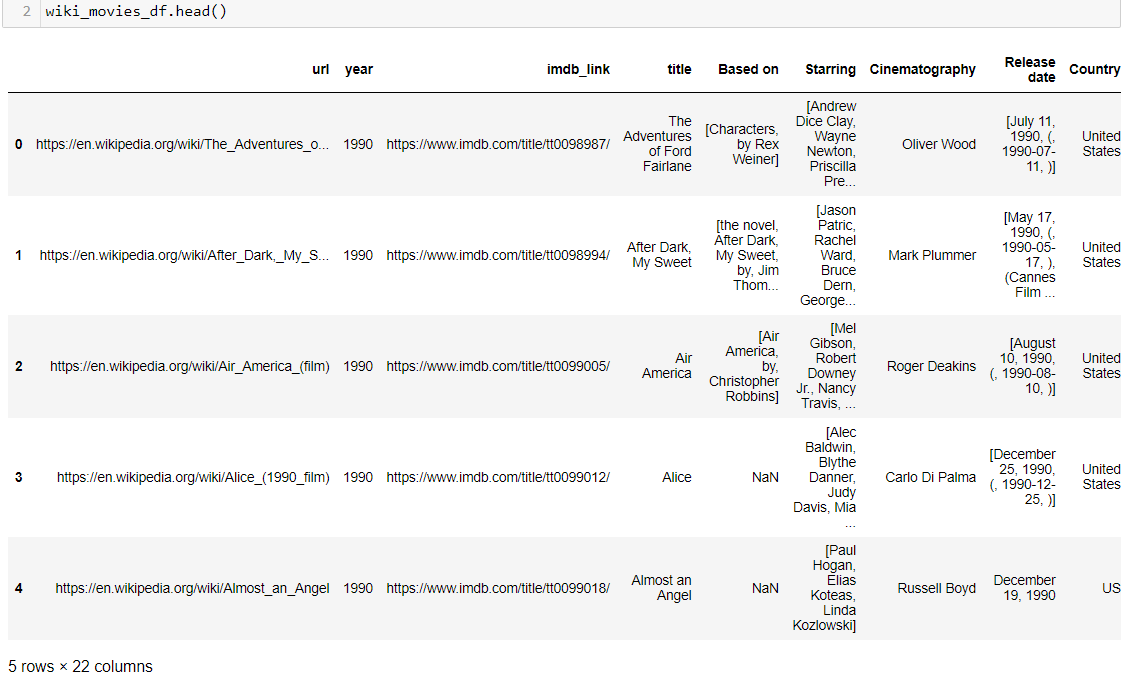 2 wiki_movies_df.head()
url year imdb_link title Based on Starring Cinematography Release date Country
0 https://en.wikipedia.org/wiki/The_Adventures_o... 1990 https://www.imdb.com/title/tt0098987/ The Adventures of Ford Fairlane [Characters, by Rex Weiner] [Andrew Dice Clay, Wayne Newton, Priscilla Pre... Oliver Wood [July 11, 1990, (, 1990-07-11, )] United States
1 https://en.wikipedia.org/wiki/After_Dark,_My_S... 1990 https://www.imdb.com/title/tt0098994/ After Dark, My Sweet [the novel, After Dark, My Sweet, by, Jim Thom... [Jason Patric, Rachel Ward, Bruce Dern, George... Mark Plummer [May 17, 1990, (, 1990-05-17, ), (Cannes Film ... United States
2 https://en.wikipedia.org/wiki/Air_America_(film) 1990 https://www.imdb.com/title/tt0099005/ Air America [Air America, by, Christopher Robbins] [Mel Gibson, Robert Downey Jr., Nancy Travis, ... Roger Deakins [August 10, 1990, (, 1990-08-10, )] United States
3 https://en.wikipedia.org/wiki/Alice_(1990_film) 1990 https://www.imdb.com/title/tt0099012/ Alice NaN [Alec Baldwin, Blythe Danner, Judy Davis, Mia ... Carlo Di Palma [December 25, 1990, (, 1990-12-25, )] United States
4 https://en.wikipedia.org/wiki/Almost_an_Angel 1990 https://www.imdb.com/title/tt0099018/ Almost an Angel NaN [Paul Hogan, Elias Koteas, Linda Kozlowski] Russell Boyd December 19, 1990 US
5 rows × 22 columns